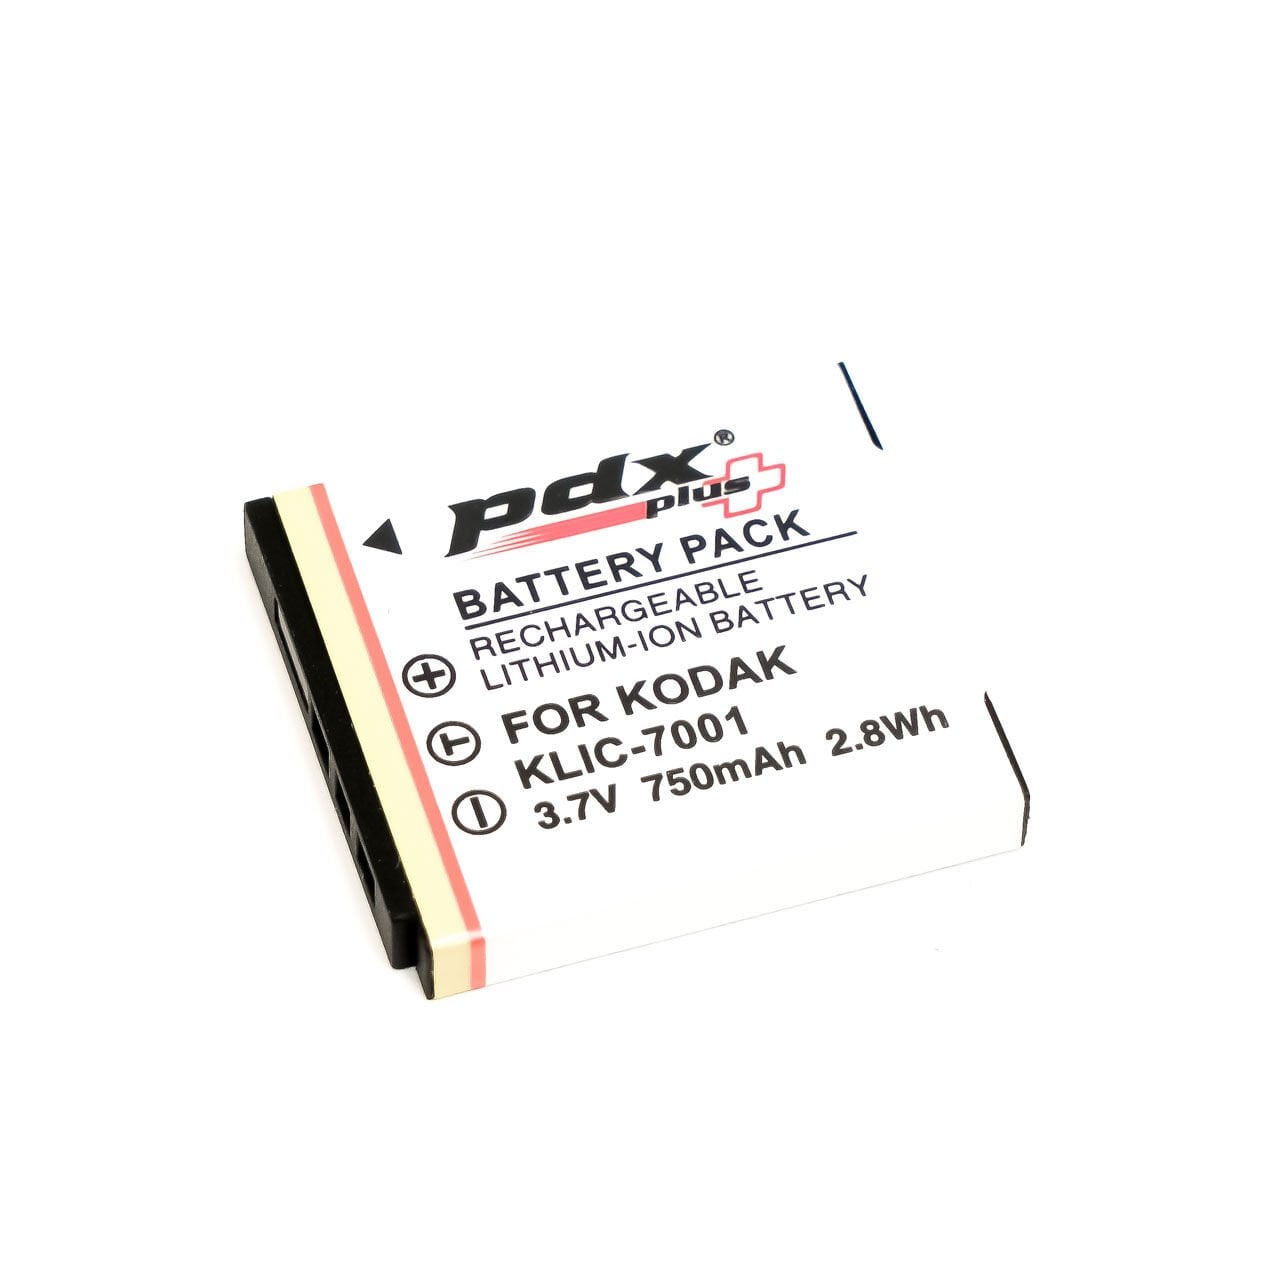 pdx®
plus
BATTERY PACK
RECHARGEABLE
LITHIUM-ION BATTERY
+
FOR KODAK
T
KLIC-7001
–
3.7V 750mAh 2.8Wh